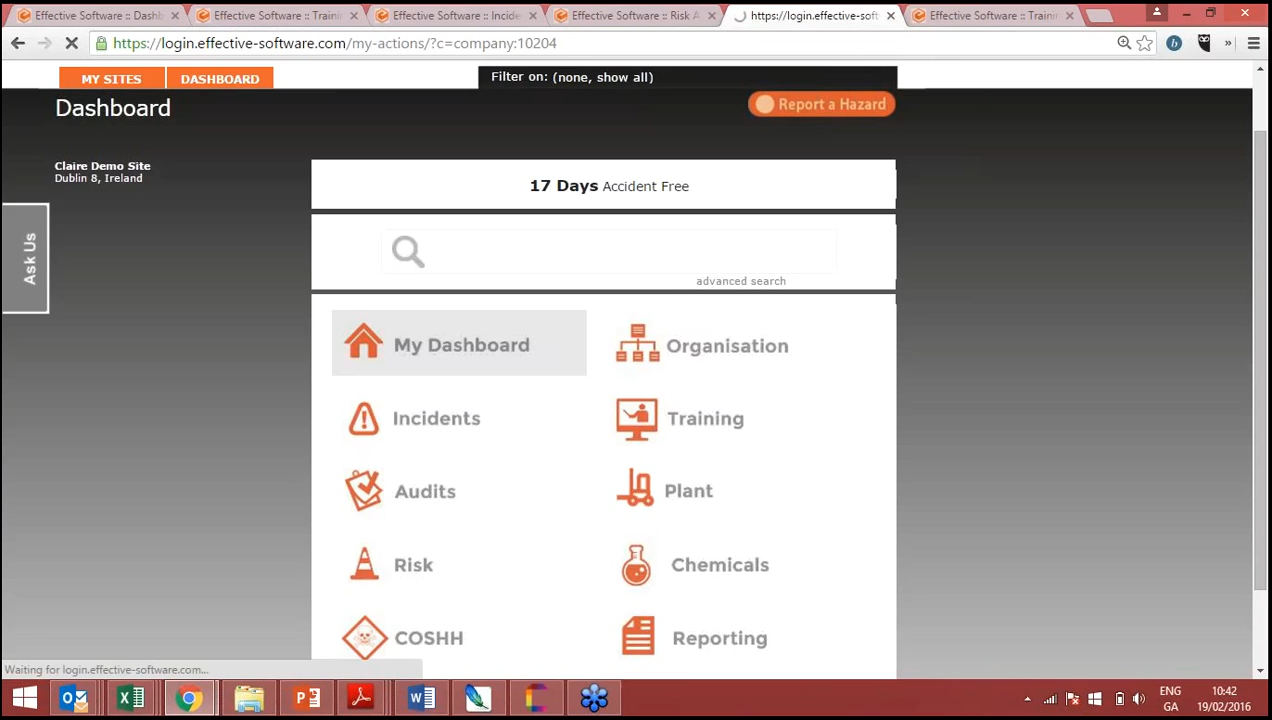 Effective Software :: Dashb
Effective Software :: Trainin
Effective Software :: Incide
Effective Software :: Risk A
https://login.effective-soft
Effective Software :: Trainin
https://login.effective-software.com/my-actions/?c=company:10204
MY SITES
DASHBOARD
Filter on: (none, show all)
Dashboard
Report a Hazard
Claire Demo Site
Dublin 8, Ireland
17 Days Accident Free
Ask Us
advanced search
My Dashboard
Organisation
Incidents
Training
Audits
Plant
Risk
Chemicals
COSHH
Reporting
Waiting for login.effective-software.com...
ENG
GA
10:42
19/02/2016